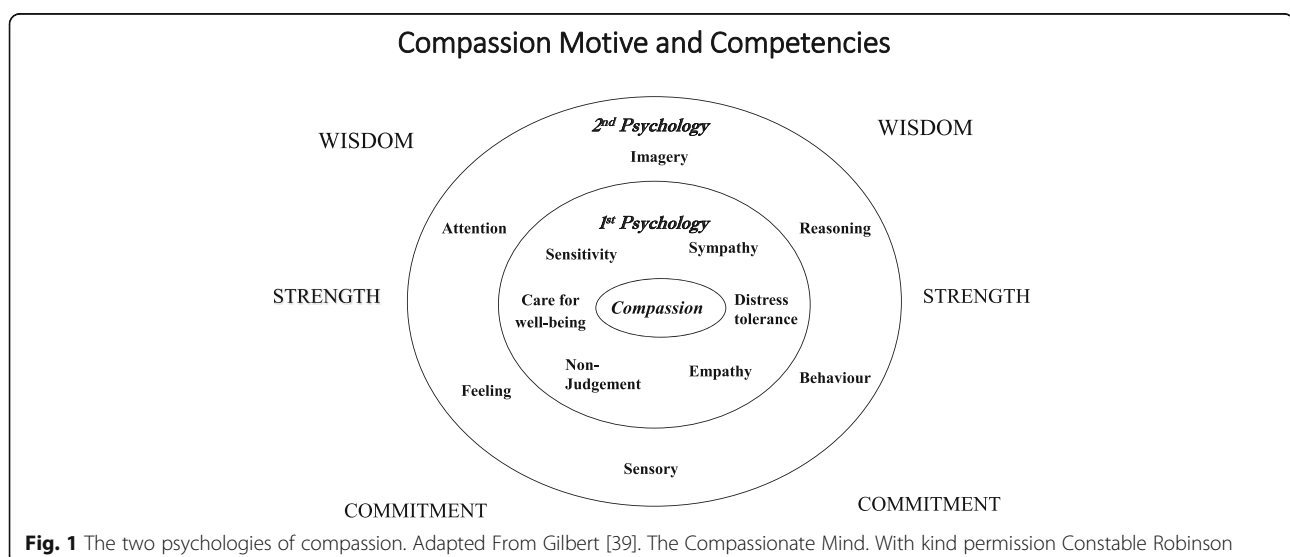 Compassion Motive and Competencies
WISDOM
2nd Psychology
WISDOM
Imagery
Attention
1st Psychology
Reasoning
Sensitivity
Sympathy
STRENGTH
Care for
well-being
Compassion
Distress
tolerance
STRENGTH
Non-
Judgement
Empathy
Feeling
Behaviour
Sensory
COMMITMENT
COMMITMENT
Fig. 1 The two psychologies of compassion. Adapted From Gilbert [39]. The Compassionate Mind. With kind permission Constable Robinson